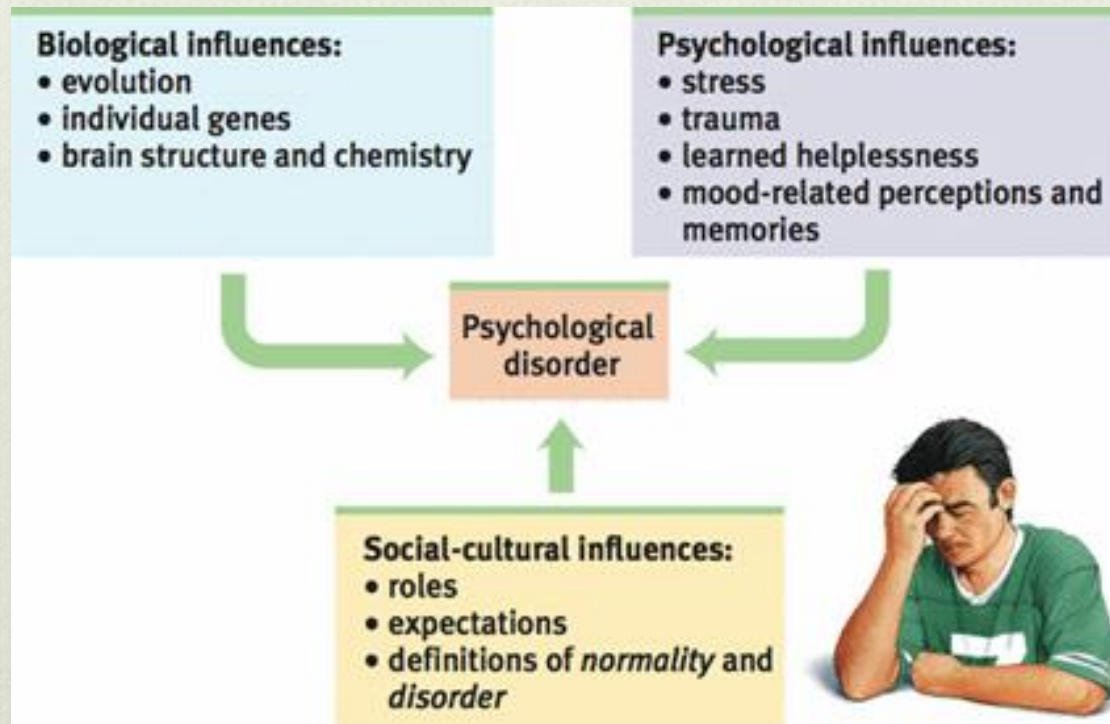 Biological influences:
• evolution
• individual genes
• brain structure and chemistry
Psychological influences:
• stress
• trauma
• learned helplessness
• mood-related perceptions and
memories
Psychological
disorder
Social-cultural influences:
• roles
• expectations
• definitions of normality and
disorder